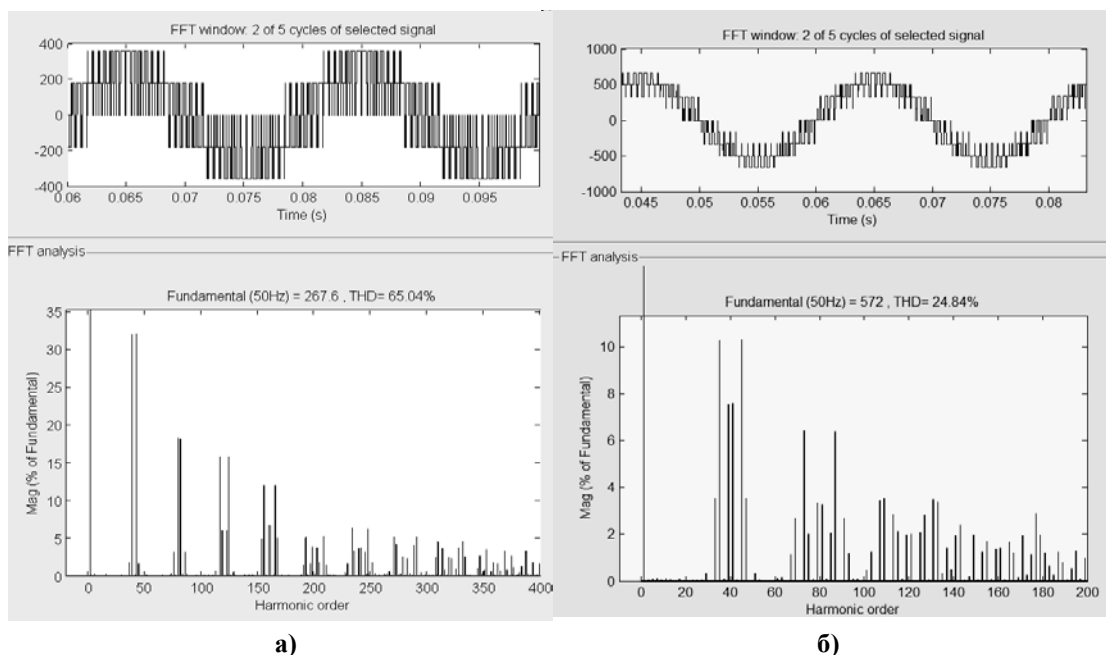 FFT window: 2 of 5 cycles of selected signal
400
200
0
-200
-400
0.06 0.065 0.07 0.075 0.08 0.085 0.09 0.095
Time (s)
FFT analysis
Fundamental (50Hz) = 267.6 , THD= 65.04%
Mag (% of Fundamental)
35
30
25
20
15
10
5
0
0 50 100 150 200 250 300 350 400
Harmonic order
а)
FFT window: 2 of 5 cycles of selected signal
1000
500
0
-500
-1000
0.045 0.05 0.055 0.06 0.065 0.07 0.075 0.08
Time (s)
FFT analysis
Fundamental (50Hz) = 572 , THD= 24.84%
Mag (% of Fundamental)
10
8
6
4
2
0
0 20 40 60 80 100 120 140 160 180 200
Harmonic order
б)